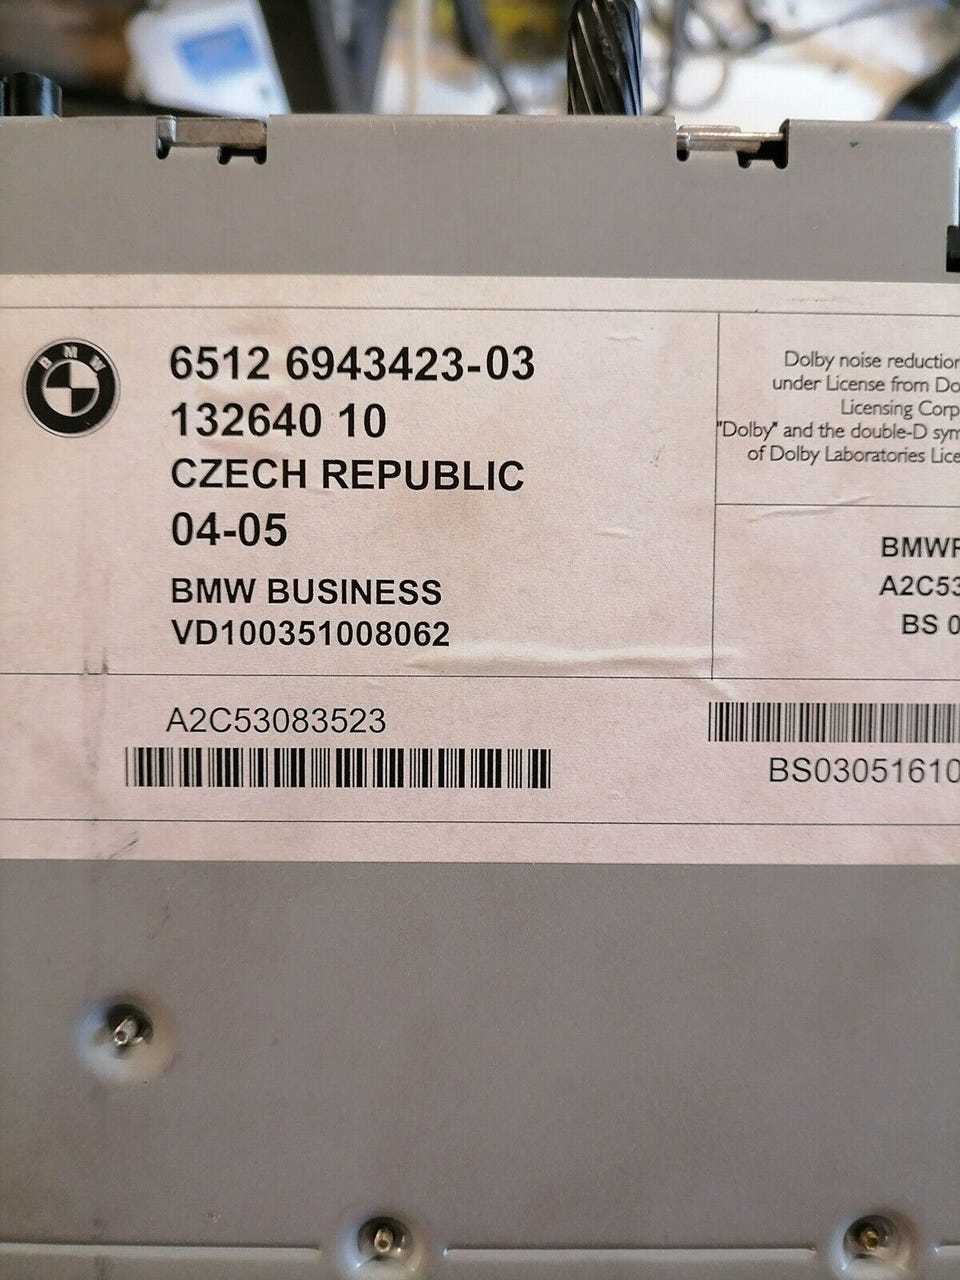 BMW
6512 6943423-03
132640 10
CZECH REPUBLIC
04-05
BMW BUSINESS
VD100351008062
A2C53083523
Dolby noise reduction
under License from Do
Licensing Corp
"Dolby" and the double-D sym
of Dolby Laboratories Lice
BMWF
A2C53
BS 0
BS03051610